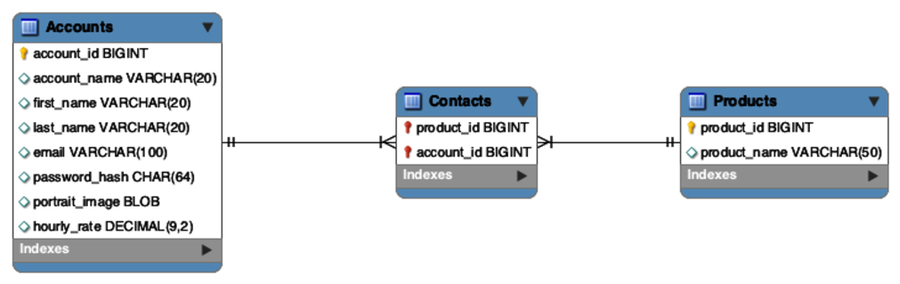 Accounts
account_id BIGINT
account_name VARCHAR(20)
first_name VARCHAR(20)
last_name VARCHAR(20)
email VARCHAR(100)
password_hash CHAR(64)
portrait_image BLOB
hourly_rate DECIMAL(9,2)
Indexes
Contacts
product_id BIGINT
account_id BIGINT
Indexes
Products
product_id BIGINT
product_name VARCHAR(50)
Indexes